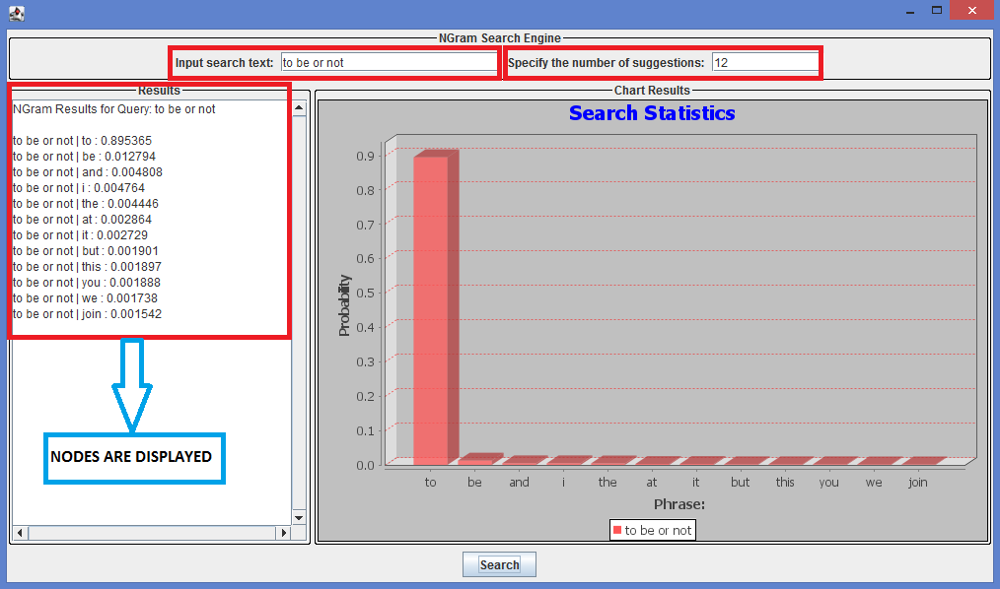 NGram Search Engine
Input search text: to be or not
Specify the number of suggestions: 12
Results
NGram Results for Query: to be or not
to be or not | to : 0.895365
to be or not | be : 0.012794
to be or not | and : 0.004808
to be or not | i : 0.004764
to be or not | the : 0.004446
to be or not | at : 0.002864
to be or not | it : 0.002729
to be or not | but : 0.001901
to be or not | this : 0.001897
to be or not | you : 0.001888
to be or not | we : 0.001738
to be or not | join : 0.001542
NODES ARE DISPLAYED
Chart Results
Search Statistics
Probability
0.9
0.8
0.7
0.6
0.5
0.4
0.3
0.2
0.1
0.0
to be and i the at it but this you we join
Phrase:
to be or not
Search